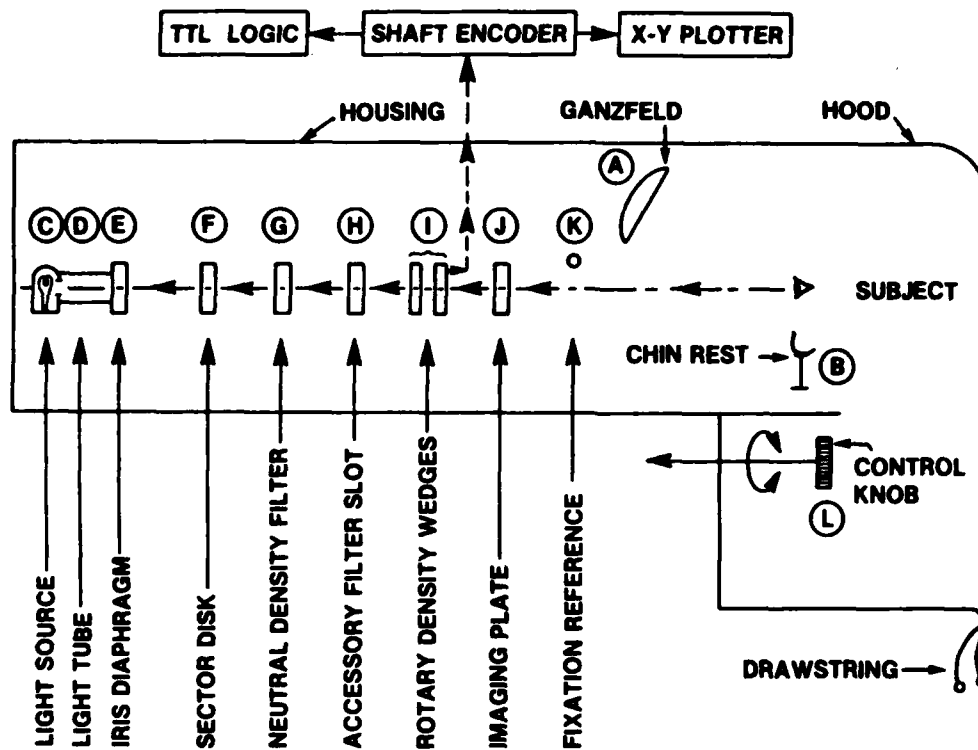 TTL LOGIC
SHAFT ENCODER
X-Y PLOTTER
HOUSING
GANZFELD
HOOD
A
C
D
E
F
G
H
I
J
K
SUBJECT
CHIN REST
B
CONTROL
KNOB
L
LIGHT SOURCE
LIGHT TUBE
IRIS DIAPHRAGM
SECTOR DISK
NEUTRAL DENSITY FILTER
ACCESSORY FILTER SLOT
ROTARY DENSITY WEDGES
IMAGING PLATE
FIXATION REFERENCE
DRAWSTRING